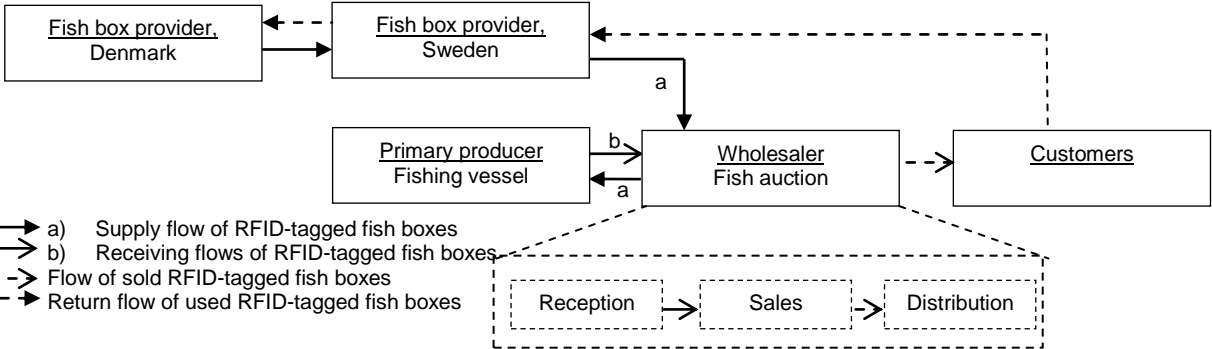 Fish box provider,
Denmark
Fish box provider,
Sweden
a
Primary producer
Fishing vessel
b
a
Wholesaler
Fish auction
Customers
a) Supply flow of RFID-tagged fish boxes
b) Receiving flows of RFID-tagged fish boxes
Flow of sold RFID-tagged fish boxes
Return flow of used RFID-tagged fish boxes
Reception
Sales
Distribution